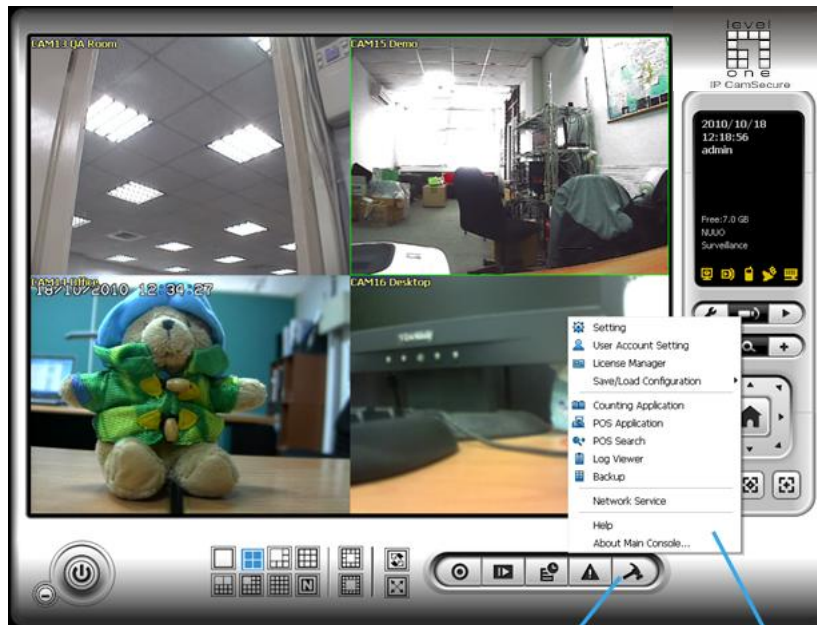 CAM13 QA Room
CAM15 Demo
level
one
IP CamSecure
2010/10/18
12:18:56
admin
Free:7.0 GB
NUUO
Surveillance
CAM14 Office
18/10/2010 12:34:27
CAM16 Desktop
Setting
User Account Setting
License Manager
Save/Load Configuration
Counting Application
POS Application
POS Search
Log Viewer
Backup
Network Service
Help
About Main Console...
N